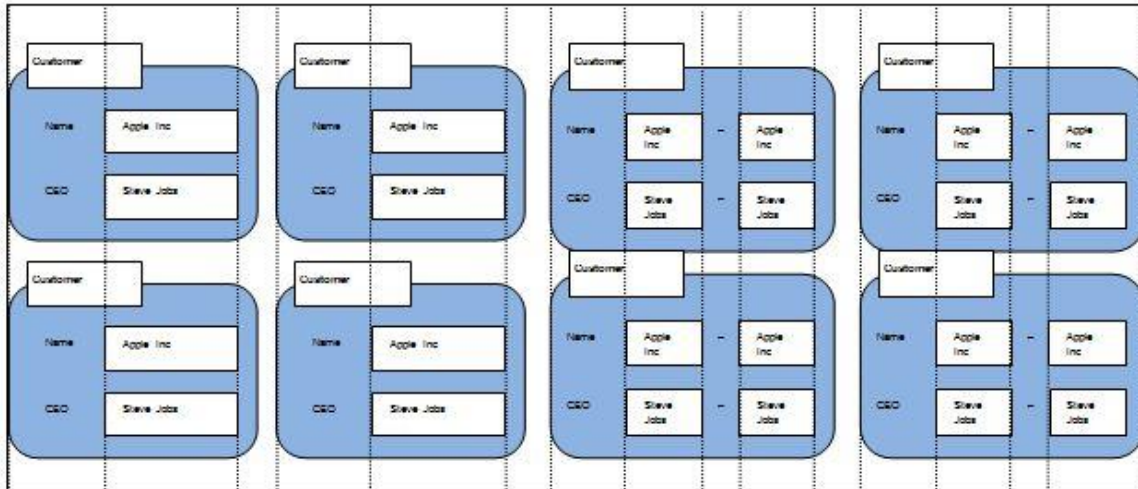 Customer
Customer
Customer
Customer
Name Apple Inc
Name Apple Inc
Name Apple Inc – Apple Inc
Name Apple Inc – Apple Inc
CEO Steve Jobs
CEO Steve Jobs
CEO Steve Jobs – Steve Jobs
CEO Steve Jobs – Steve Jobs
Customer
Customer
Customer
Customer
Name Apple Inc
Name Apple Inc
Name Apple Inc – Apple Inc
Name Apple Inc – Apple Inc
CEO Steve Jobs
CEO Steve Jobs
CEO Steve Jobs – Steve Jobs
CEO Steve Jobs – Steve Jobs